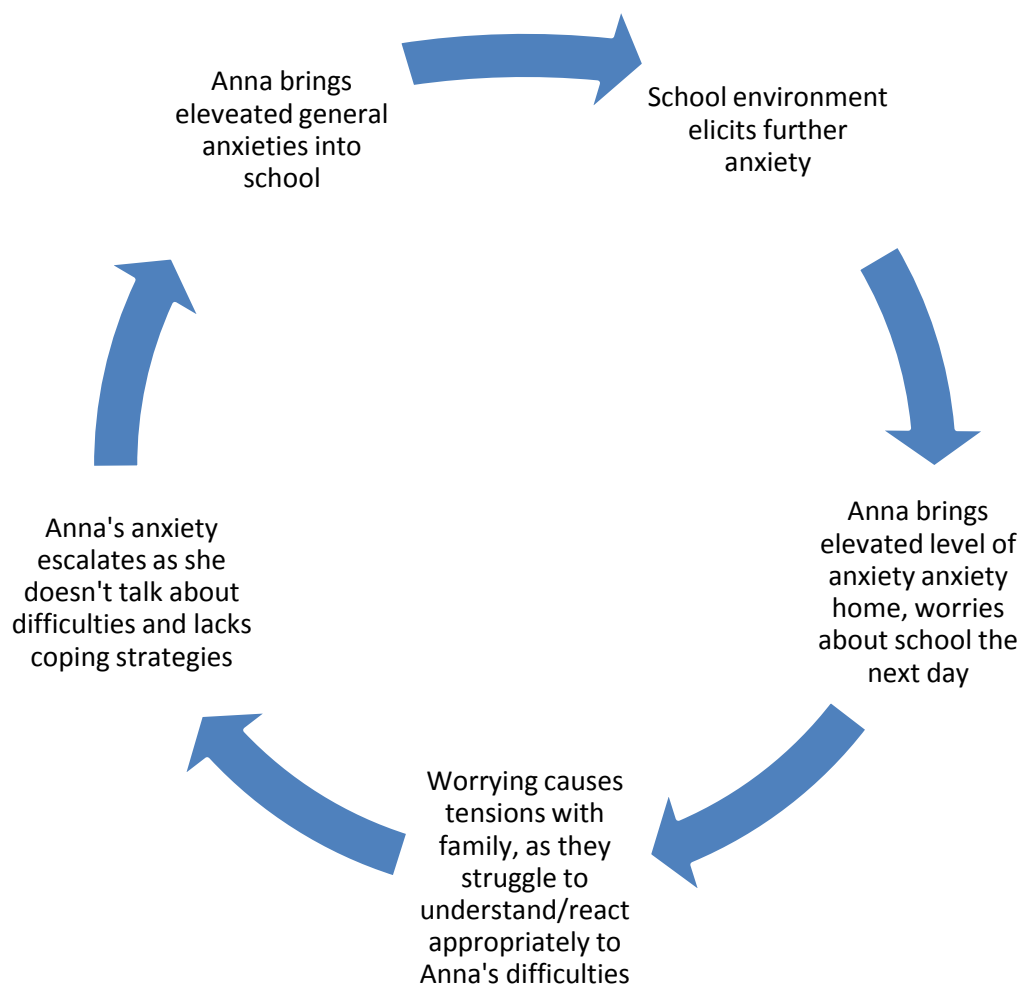 Anna brings
eleveated general
anxieties into
school
School environment
elicits further
anxiety
Anna brings
elevated level of
anxiety anxiety
home, worries
about school the
next day
Worrying causes
tensions with
family, as they
struggle to
understand/react
appropriately to
Anna's difficulties
Anna's anxiety
escalates as she
doesn't talk about
difficulties and lacks
coping strategies